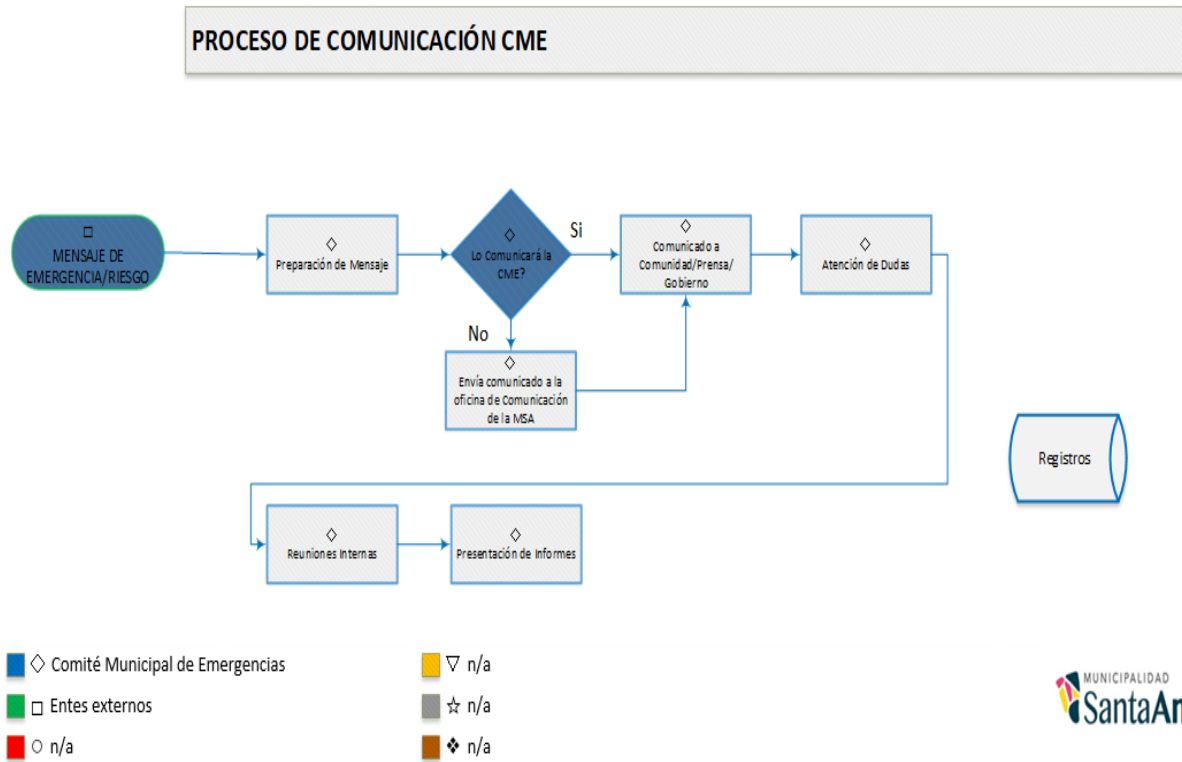 PROCESO DE COMUNICACIÓN CME
MENSAJE DE
EMERGENCIA/RIESGO
Preparación de Mensaje
Lo Comunicará la
CME?
Si
No
Comunicado a
Comunidad/Prensa/
Gobierno
Atención de Dudas
Envía comunicado a la
oficina de Comunicación
de la MSA
Registros
Reuniones Internas
Presentación de Informes
Comité Municipal de Emergencias
Entes externos
n/a
n/a
n/a
n/a
MUNICIPALIDAD
SantaAn